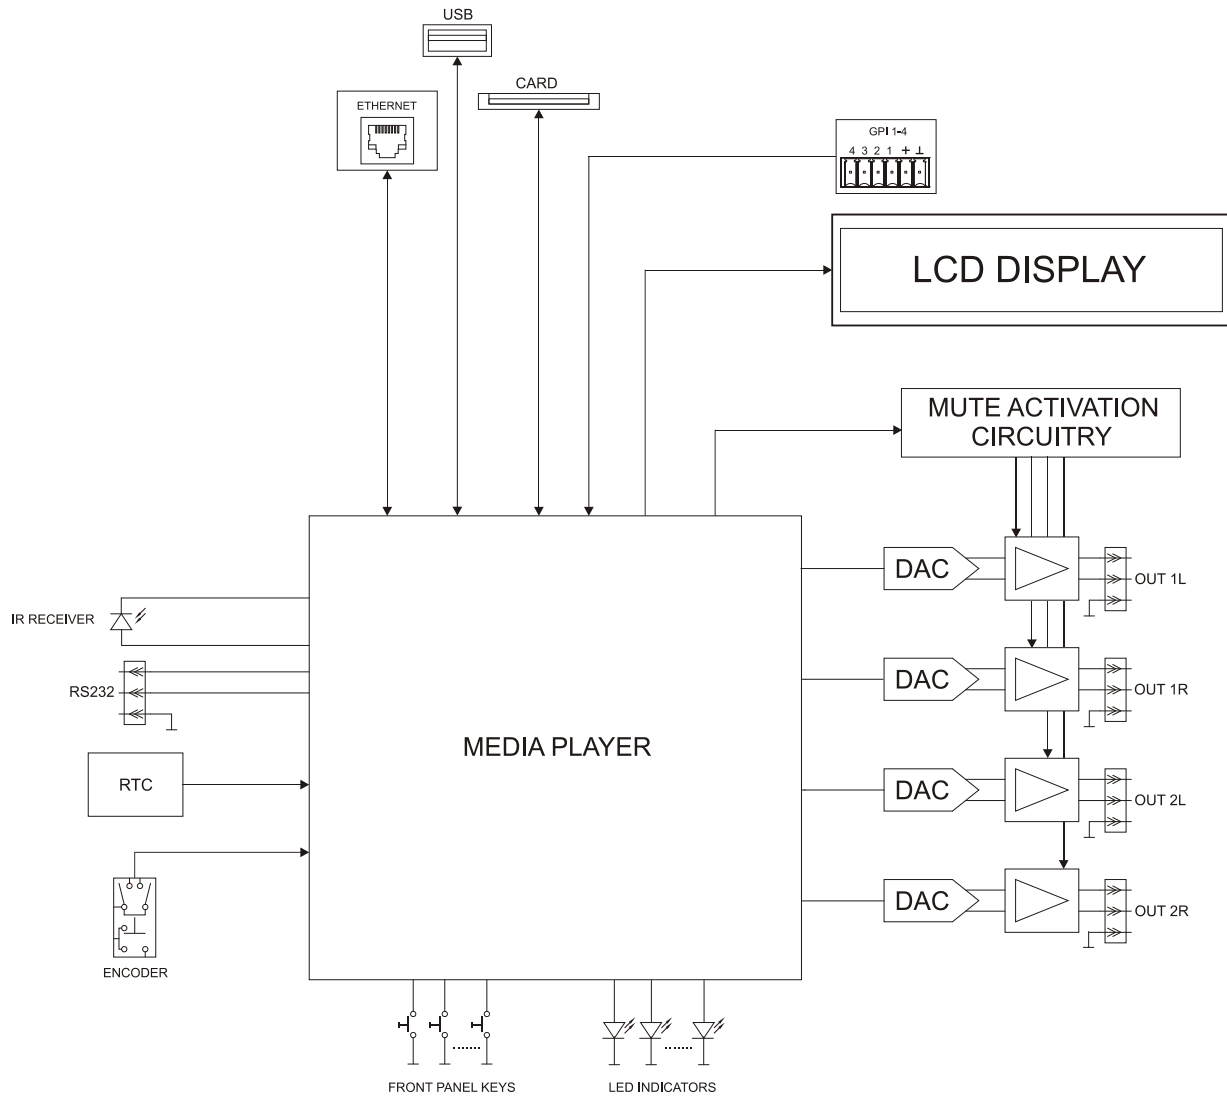 USB
CARD
ETHERNET
GPI 1-4
4 3 2 1 + ⊥
LCD DISPLAY
MUTE ACTIVATION
CIRCUITRY
DAC
OUT 1L
IR RECEIVER
RS232
DAC
OUT 1R
MEDIA PLAYER
RTC
DAC
OUT 2L
DAC
OUT 2R
ENCODER
FRONT PANEL KEYS
LED INDICATORS